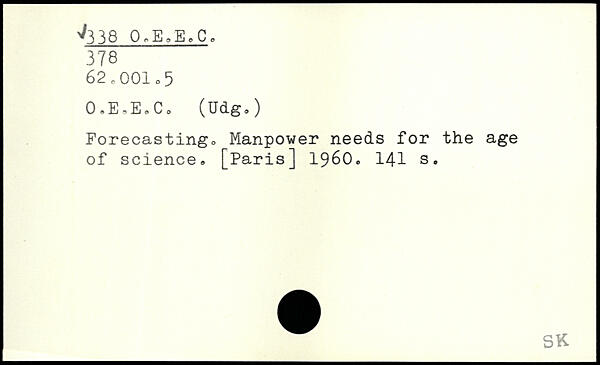 ✓338 O.E.E.C.
378
62.001.5
O.E.E.C. (Udg.)
Forecasting. Manpower needs for the age
of science. [Paris] 1960. 141 s.
SK